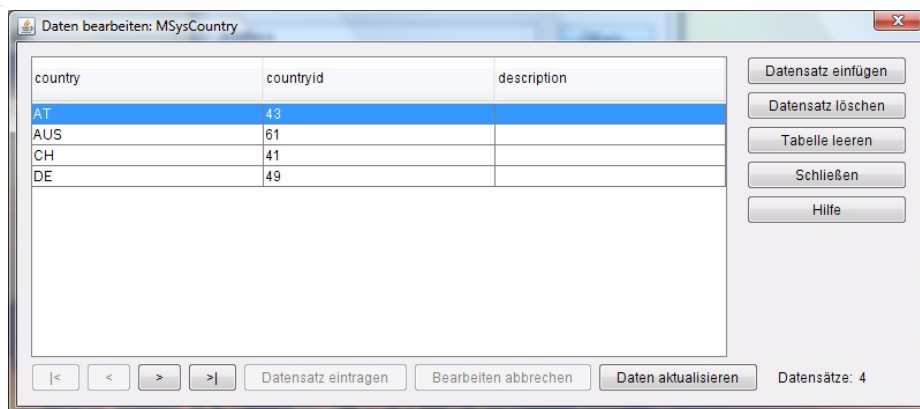 Daten bearbeiten: MSysCountry
country countryid description
AT 43
AUS 61
CH 41
DE 49
Datensatz einfügen
Datensatz löschen
Tabelle leeren
Schließen
Hilfe
|< < > >| Datensatz eintragen Bearbeiten abbrechen Daten aktualisieren Datensätze: 4